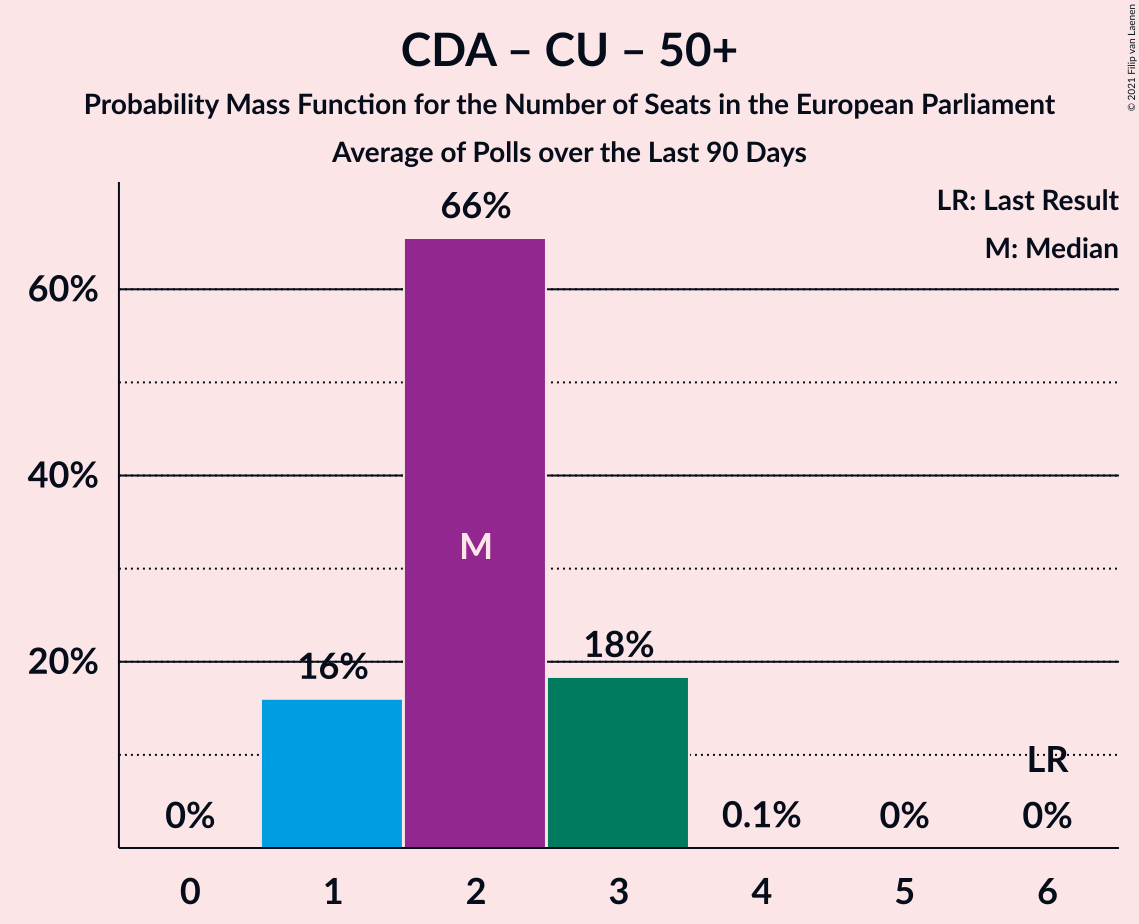 CDA – CU – 50+
Probability Mass Function for the Number of Seats in the European Parliament
Average of Polls over the Last 90 Days
© 2021 Filip van Laenen
LR: Last Result
M: Median
66%
60%
40%
M
20%
16%
18%
LR
0%
0.1%
0%
0%
0 1 2 3 4 5 6